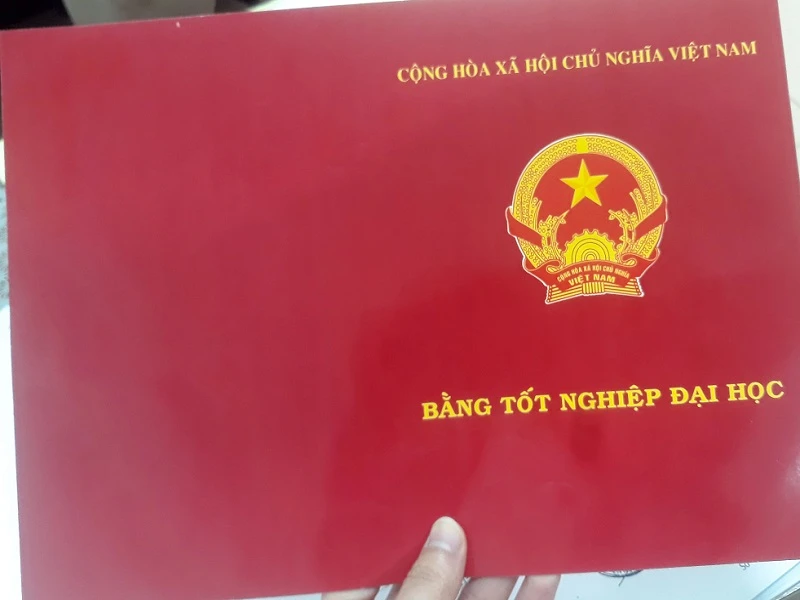 CỘNG HÒA XÃ HỘI CHỦ NGHĨA VIỆT NAM
CỘNG HÒA XÃ HỘI CHỦ NGHĨA
VIỆT NAM
BẰNG TỐT NGHIỆP ĐẠI HỌC